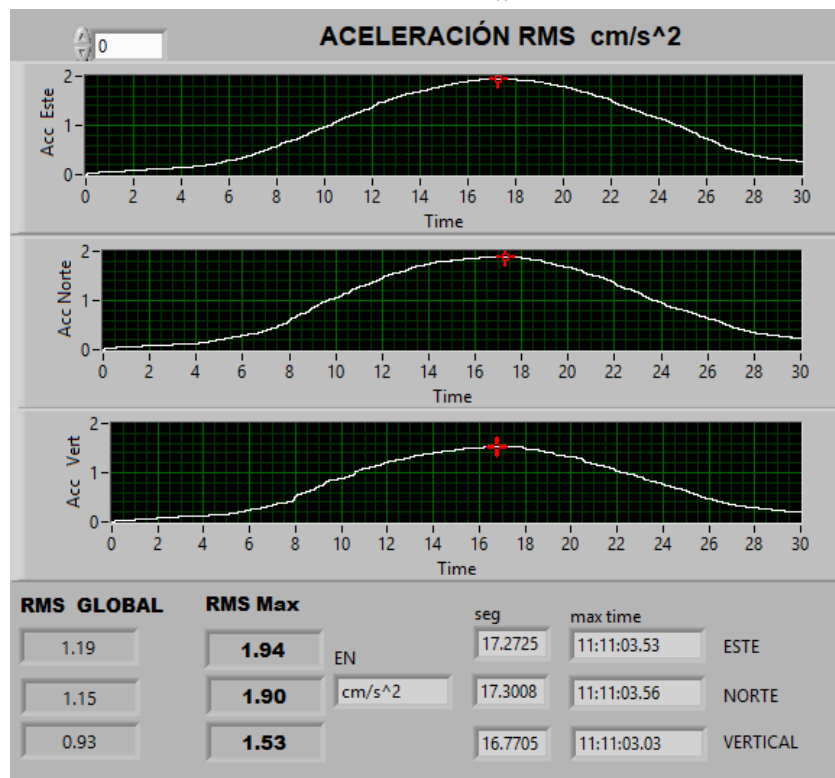 0
ACELERACIÓN RMS cm/s^2
Acc Este
2
1
0
0 2 4 6 8 10 12 14 16 18 20 22 24 26 28 30
Time
Acc Norte
2
1
0
0 2 4 6 8 10 12 14 16 18 20 22 24 26 28 30
Time
Acc Vert
2
1
0
0 2 4 6 8 10 12 14 16 18 20 22 24 26 28 30
Time
RMS GLOBAL RMS Max seg max time
1.19 1.94 EN 17.2725 11:11:03.53 ESTE
1.15 1.90 cm/s^2 17.3008 11:11:03.56 NORTE
0.93 1.53 16.7705 11:11:03.03 VERTICAL